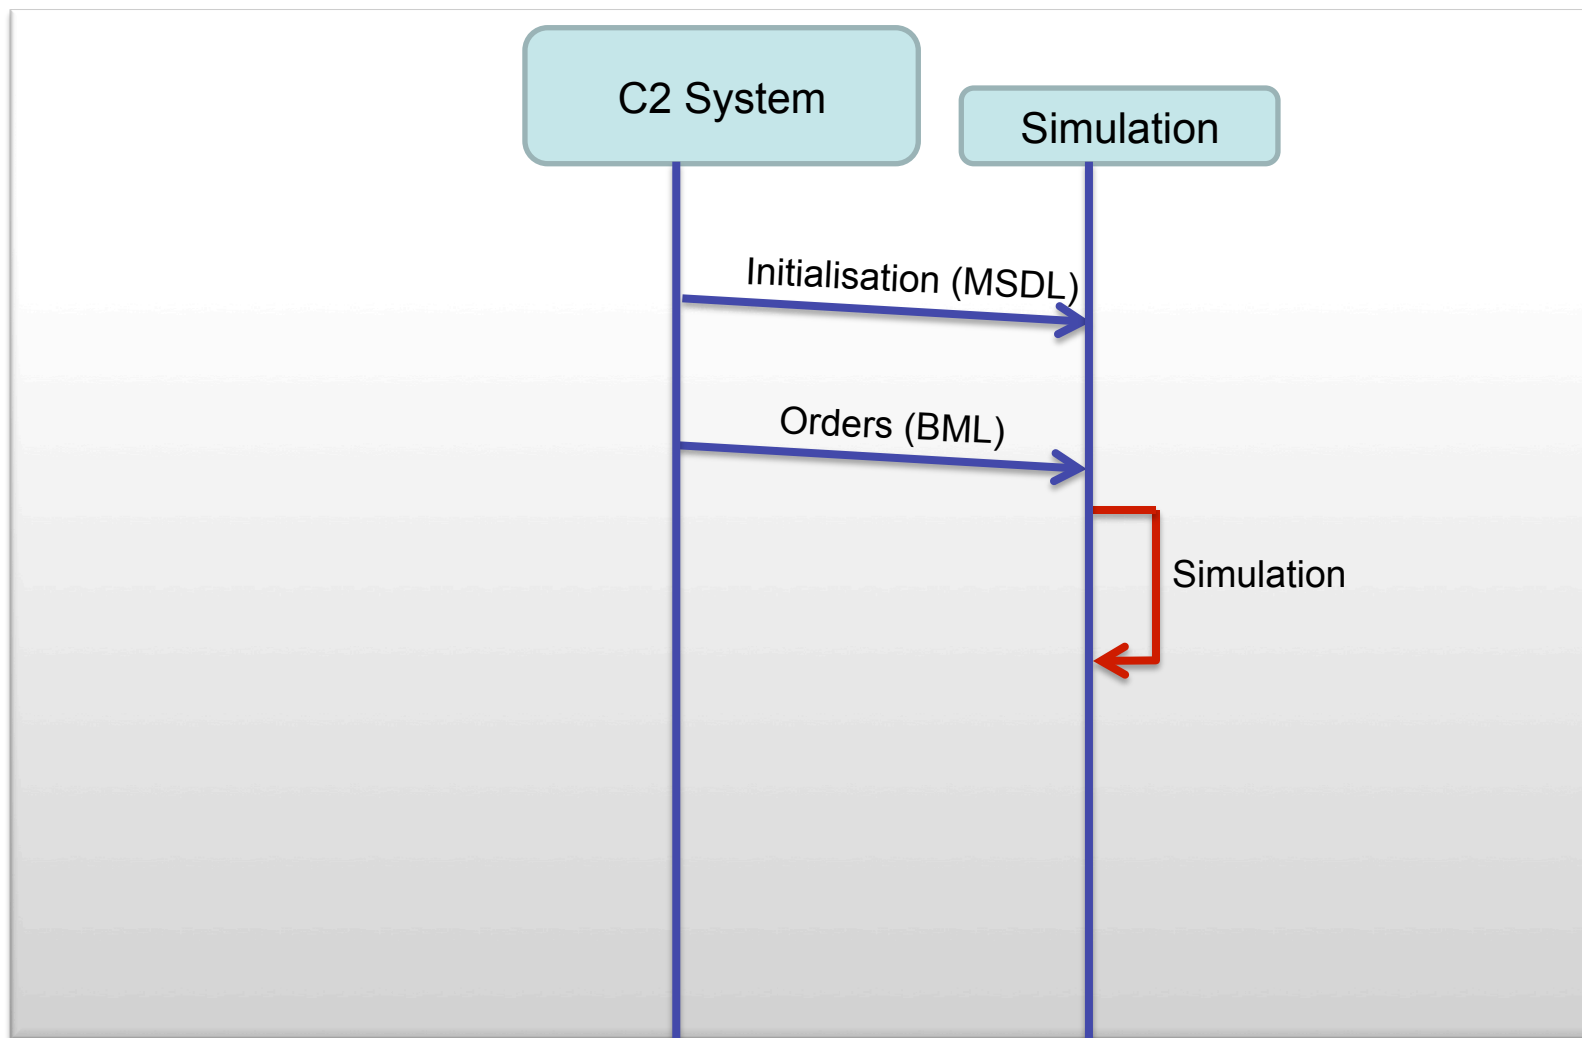 C2 System
Simulation
Initialisation (MSDL)
Orders (BML)
Simulation